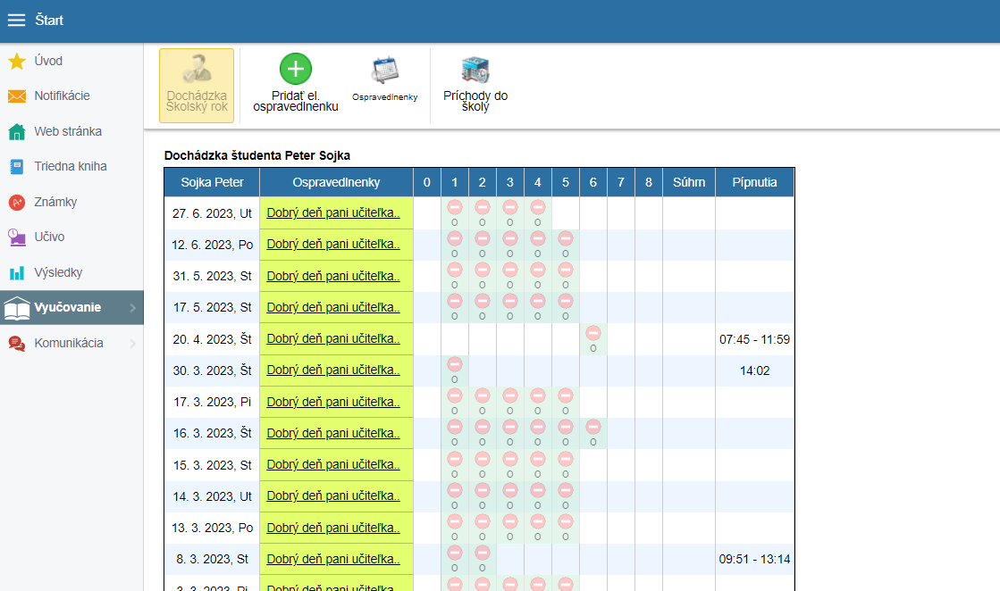 Štart
Úvod
Notifikácie
Web stránka
Triedna kniha
Známky
Učivo
Výsledky
Vyučovanie
Komunikácia
Dochádzka
Školský rok
Pridať el.
ospravedlnenku
Ospravedlnenky
Príchody do
školy
Dochádzka študenta Peter Sojka
Sojka Peter Ospravedlnenky 0 1 2 3 4 5 6 7 8 Súhrn Pípnutia
27. 6. 2023, Ut Dobrý deň pani učiteľka..
O O O O
12. 6. 2023, Po Dobrý deň pani učiteľka..
O O O O O
31. 5. 2023, St Dobrý deň pani učiteľka..
O O O O O
17. 5. 2023, St Dobrý deň pani učiteľka..
O O O O O
20. 4. 2023, Št Dobrý deň pani učiteľka.. 07:45 - 11:59
O
30. 3. 2023, Št Dobrý deň pani učiteľka.. 14:02
O
17. 3. 2023, Pi Dobrý deň pani učiteľka..
O O O O O
16. 3. 2023, Št Dobrý deň pani učiteľka..
O O O O O O
15. 3. 2023, St Dobrý deň pani učiteľka..
O O O O O
14. 3. 2023, Ut Dobrý deň pani učiteľka..
O O O O O
13. 3. 2023, Po Dobrý deň pani učiteľka..
O O O O O
8. 3. 2023, St Dobrý deň pani učiteľka.. 09:51 - 13:14
O O
3. 3. 2023, Pi Dobrý deň pani učiteľka..